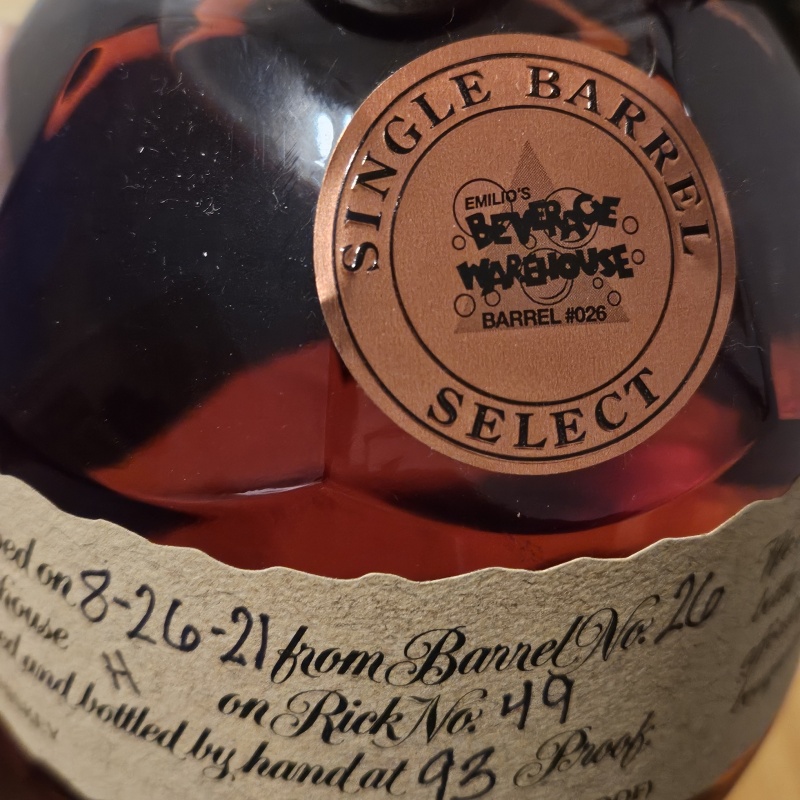 SINGLE BARREL
EMILIO'S
BEVERAGE
WAREHOUSE
BARREL #026
SELECT
on 8-26-21 from Barrel No. 26
H on Rick No. 49
and bottled by hand at 93 Proof.